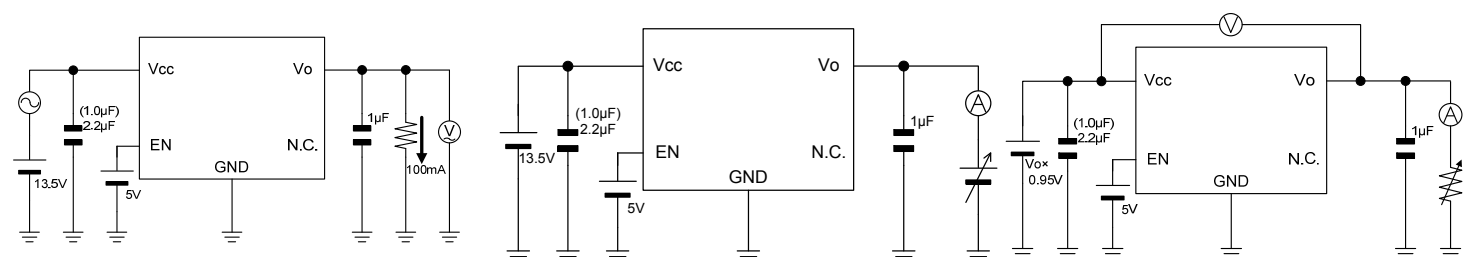 Vcc
Vo
(1.0µF)
2.2µF
1µF
V
EN
N.C.
100mA
GND
13.5V
5V
Vcc
Vo
A
(1.0µF)
2.2µF
1µF
13.5V
EN
N.C.
GND
5V
V
Vcc
Vo
A
(1.0µF)
2.2µF
1µF
Vo×
0.95V
EN
N.C.
GND
5V